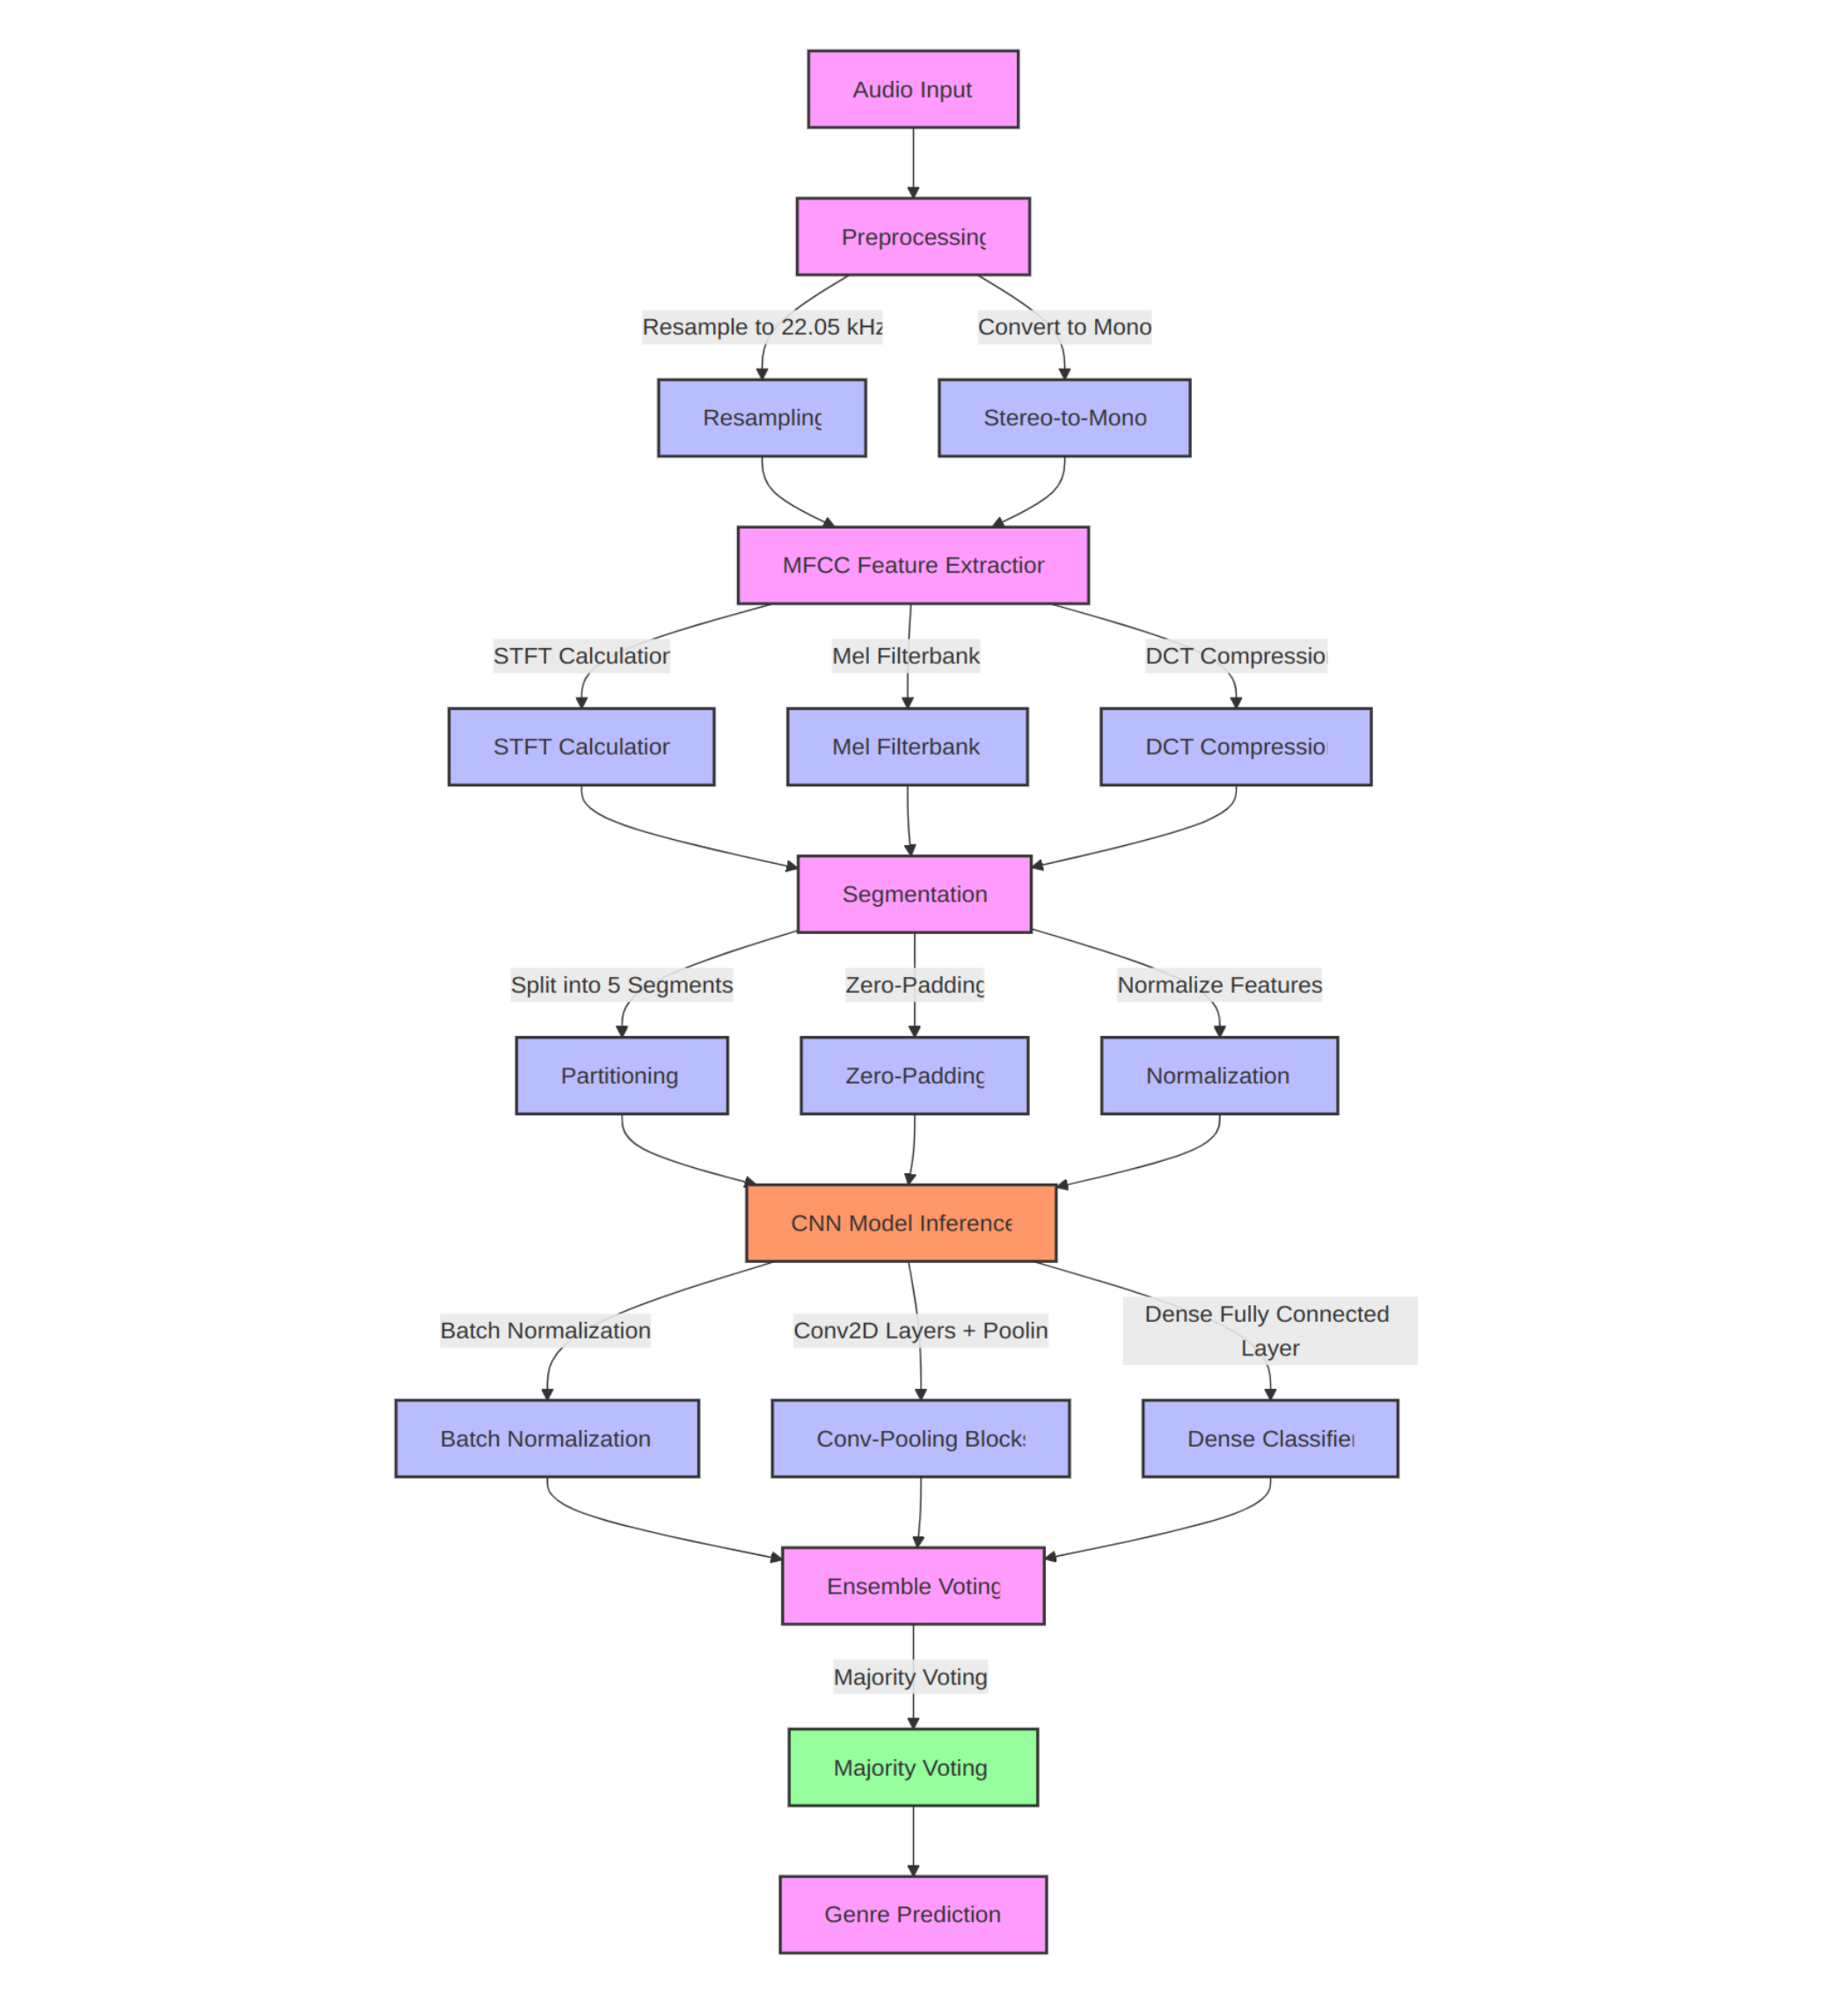 Audio Input
Preprocessing
Resample to 22.05 kHz
Convert to Mono
Resampling
Stereo-to-Mono
MFCC Feature Extraction
STFT Calculation
Mel Filterbank
DCT Compressio
STFT Calculation
Mel Filterbank
DCT Compressio
Segmentation
Split into 5 Segments
Zero-Padding
Normalize Features
Partitioning
Zero-Padding
Normalization
CNN Model Inference
Batch Normalization
Conv2D Layers + Poolin
Dense Fully Connected
Layer
Batch Normalization
Conv-Pooling Blocks
Dense Classifier
Ensemble Voting
Majority Voting
Majority Voting
Genre Prediction